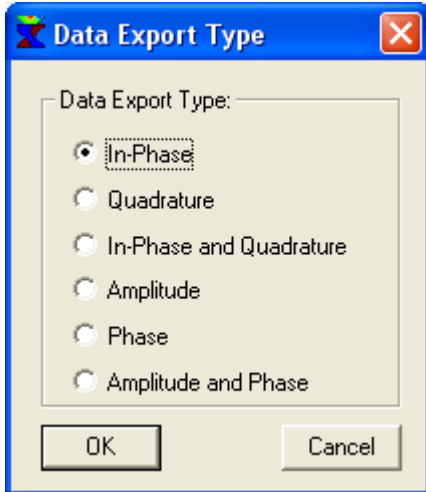 Data Export Type
Data Export Type:
In-Phase
Quadrature
In-Phase and Quadrature
Amplitude
Phase
Amplitude and Phase
OK
Cancel